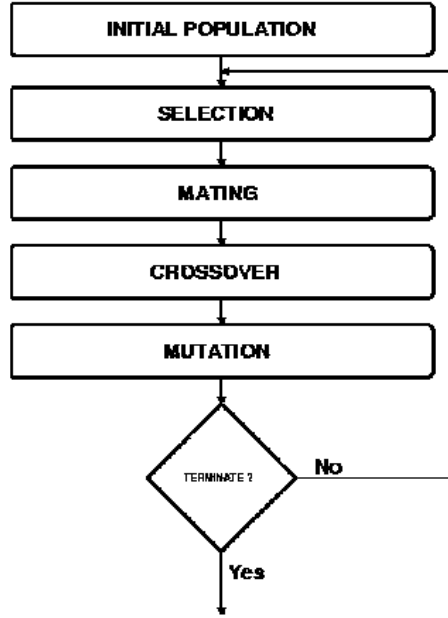 INITIAL POPULATION
SELECTION
MATING
CROSSOVER
MUTATION
TERMINATE ?
No
Yes